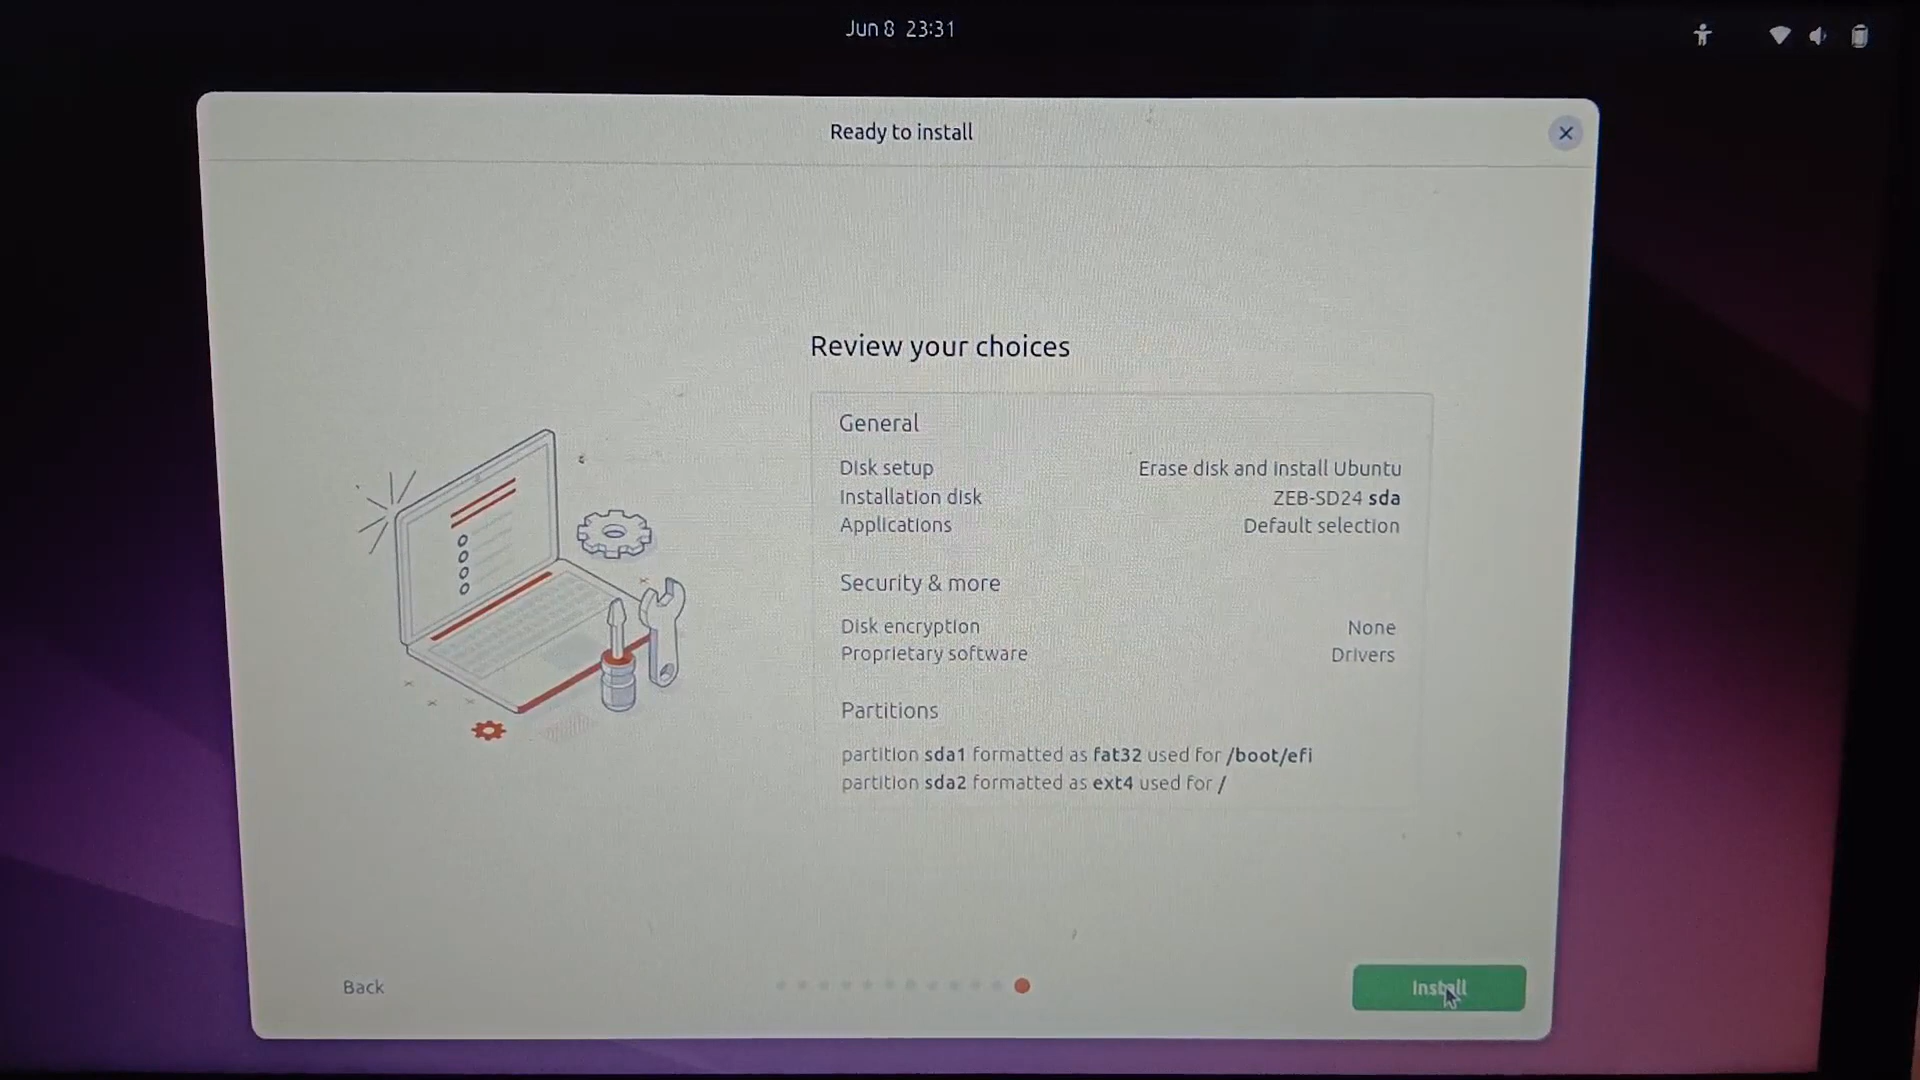 Jun 8 23:31
Ready to install
Review your choices
General
Disk setup Erase disk and install Ubuntu
Installation disk ZEB-SD24 sda
Applications Default selection
Security & more
Disk encryption None
Proprietary software Drivers
Partitions
partition sda1 formatted as fat32 used for /boot/efi
partition sda2 formatted as ext4 used for /
Back
Install